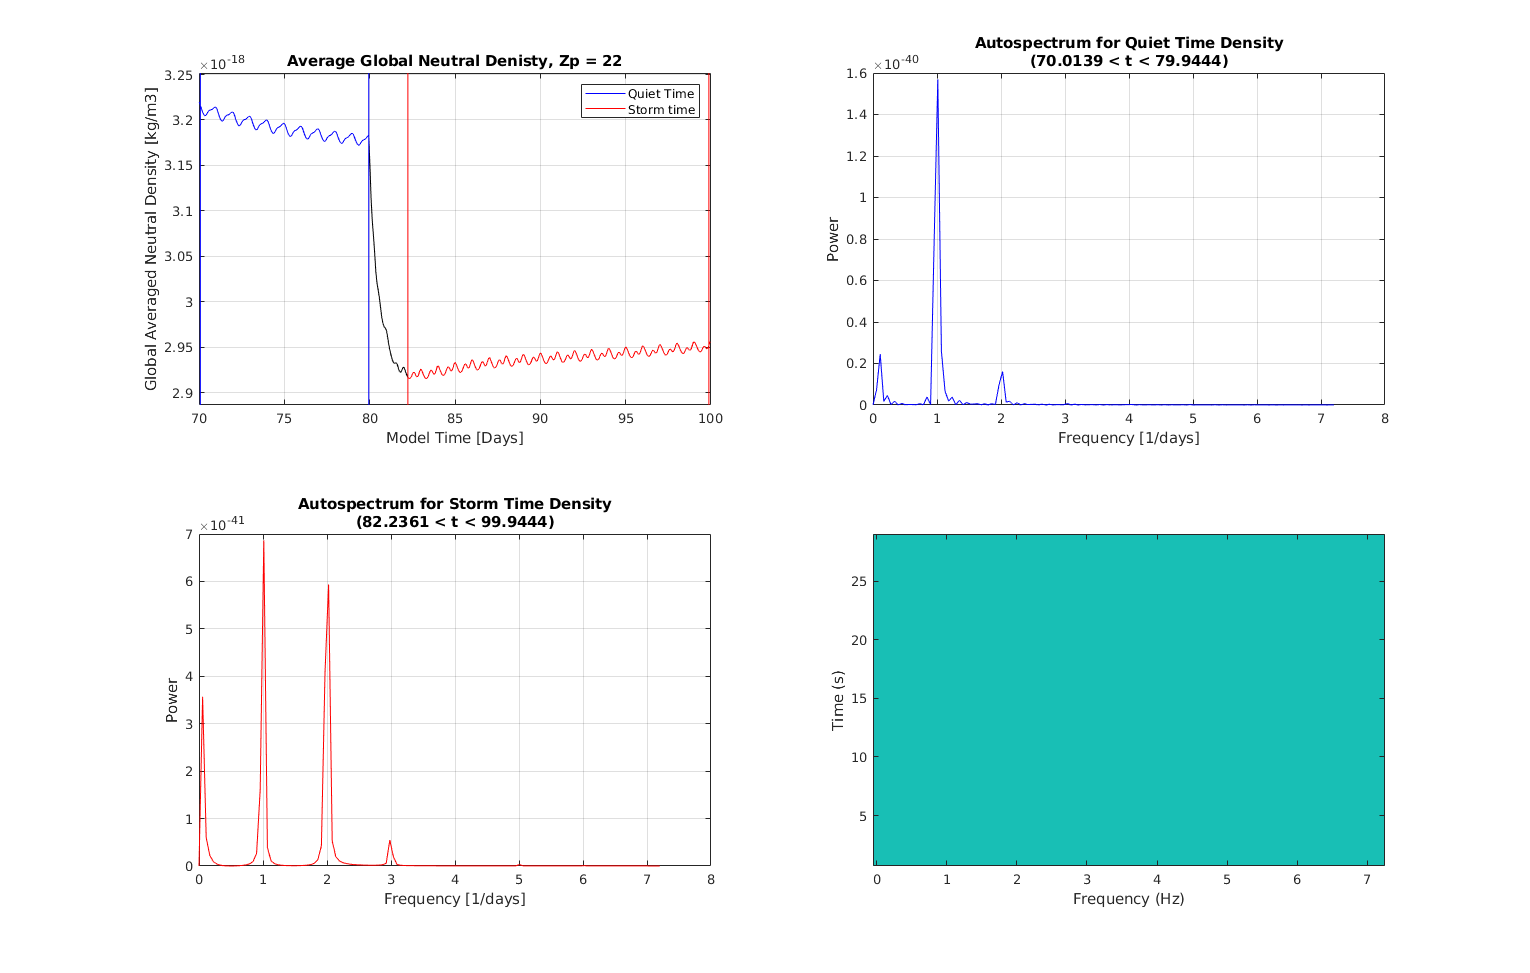 Average Global Neutral Denisty, Zp = 22
×10-18
3.25
3.2
3.15
3.1
3.05
3
2.95
2.9
Global Averaged Neutral Density [kg/m3]
Quiet Time
Storm time
70 75 80 85 90 95 100
Model Time [Days]
Autospectrum for Quiet Time Density
(70.0139 < t < 79.9444)
×10-40
1.6
1.4
1.2
1
0.8
0.6
0.4
0.2
0
Power
0 1 2 3 4 5 6 7 8
Frequency [1/days]
Autospectrum for Storm Time Density
(82.2361 < t < 99.9444)
×10-41
7
6
5
4
3
2
1
0
Power
0 1 2 3 4 5 6 7 8
Frequency [1/days]
25
20
15
10
5
Time (s)
0 1 2 3 4 5 6 7
Frequency (Hz)